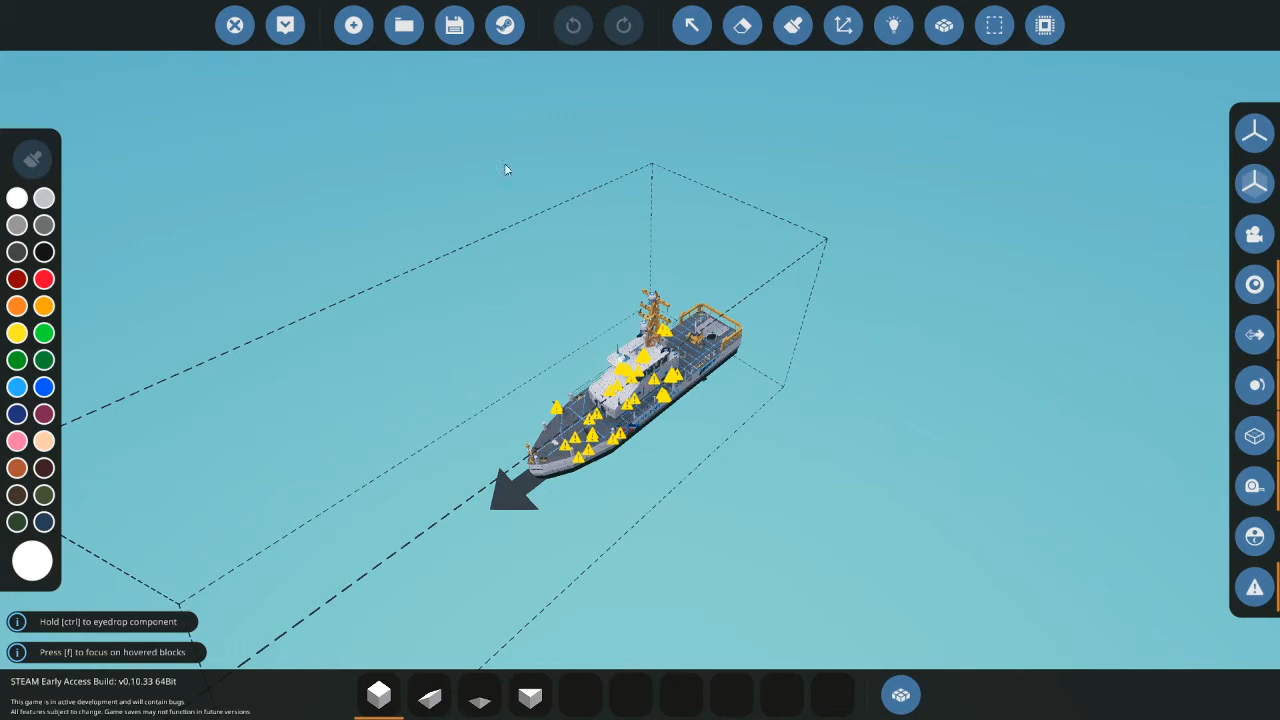 Hold [ctrl] to eyedrop component
Press [f] to focus on hovered blocks
STEAM Early Access Build: v0.10.33 64Bit
This game is in active development and will contain bugs
All features subject to change. Game saves may not function in future versions